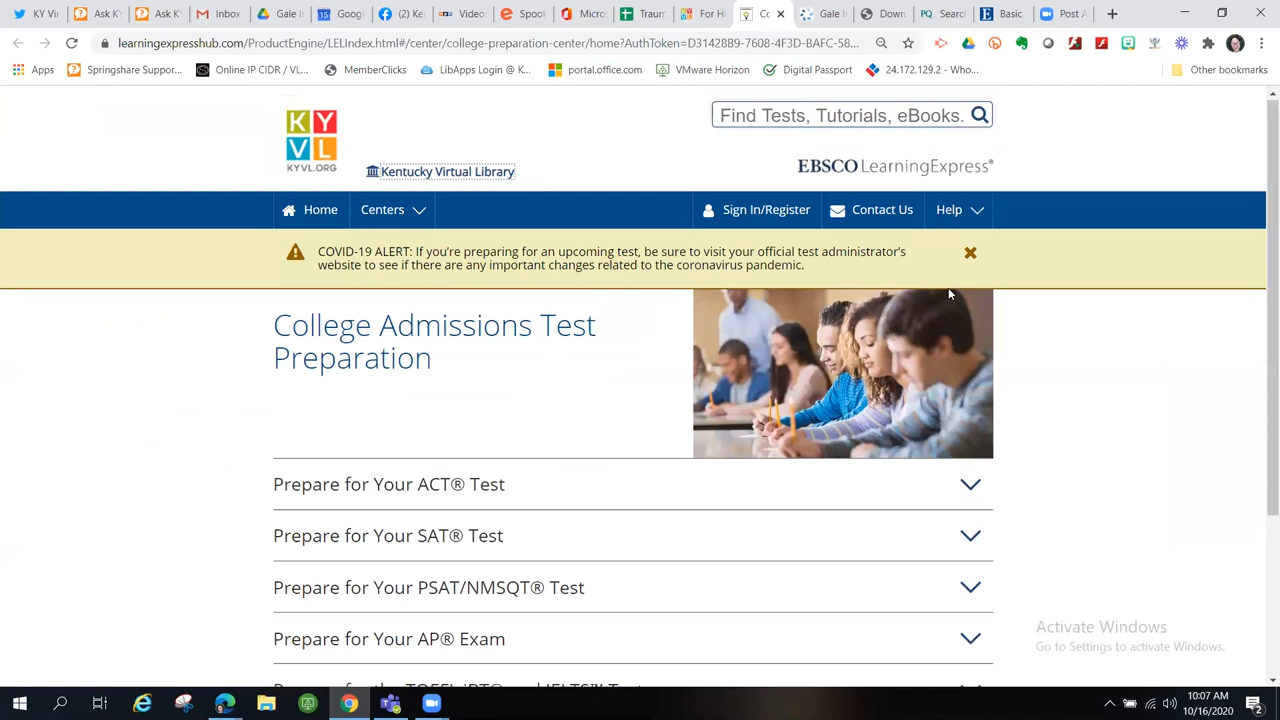 KY Vi
Ask K
Ask KY
Inbox
Gale I
15 Googl
(2) Ke
Video
Spoo
Micro
Traum
For Hi
Co
Gale I
Down
PQ Searc
Basic
Post A
learningexpresshub.com/ProductEngine/LELIndex.html#/center/college-preparation-center/home?AuthToken=D31428B9-7608-4F3D-BAFC-58...
Apps
Springshare Suppor...
Online IP CIDR / VL...
MemberClicks
LibApps Login @ K...
portal.office.com
VMware Horizon
Digital Passport
24.172.129.2 - Who...
Other bookmarks
K Y
V L
KYVL.ORG
Kentucky Virtual Library
Find Tests, Tutorials, eBooks.
EBSCO LearningExpress®
Home
Centers
Sign In/Register
Contact Us
Help
COVID-19 ALERT: If you're preparing for an upcoming test, be sure to visit your official test administrator's
website to see if there are any important changes related to the coronavirus pandemic.
College Admissions Test
Preparation
Prepare for Your ACT® Test
Prepare for Your SAT® Test
Prepare for Your PSAT/NMSQT® Test
Prepare for Your AP® Exam
Activate Windows
Go to Settings to activate Windows.
10:07 AM
10/16/2020
2